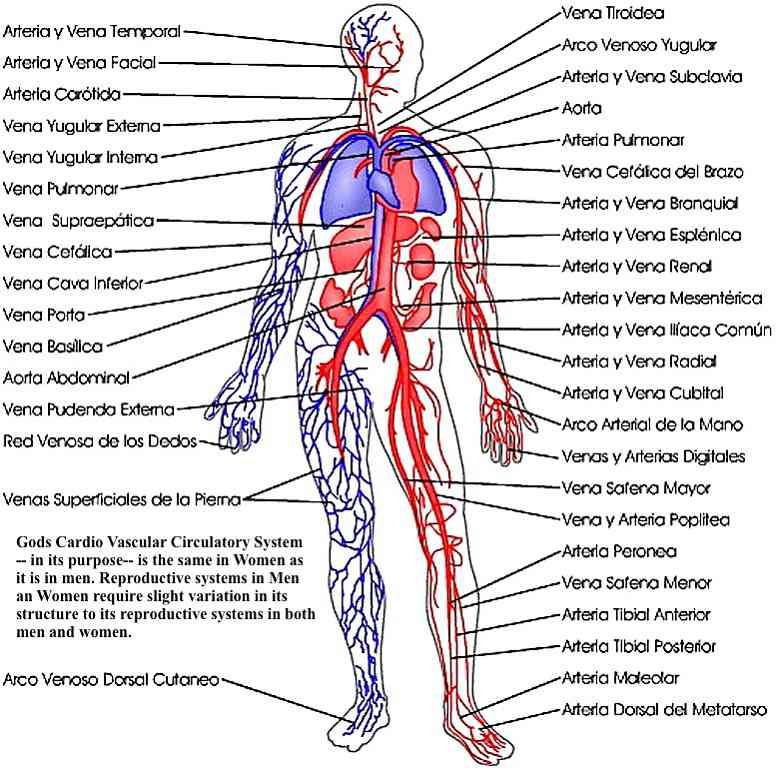 Arteria y Vena Temporal
Arteria y Vena Facial
Arteria Carótida
Vena Yugular Externa
Vena Yugular Interna
Vena Pulmonar
Vena Supraepática
Vena Cefálica
Vena Cava Inferior
Vena Porta
Vena Basílica
Aorta Abdominal
Vena Pudenda Externa
Red Venosa de los Dedos
Venas Superficiales de la Pierna
Gods Cardio Vascular Circulatory System
-- in its purpose-- is the same in Women as
it is in men. Reproductive systems in Men
an Women require slight variation in its
structure to its reproductive systems in both
men and women.
Arco Venoso Dorsal Cutaneo
Vena Tiroidea
Arco Venoso Yugular
Arteria y Vena Subclavia
Aorta
Arteria Pulmonar
Vena Cefálica del Brazo
Arteria y Vena Branquial
Arteria y Vena Esplénica
Arteria y Vena Renal
Arteria y Vena Mesentérica
Arteria y Vena Ilíaca Común
Arteria y Vena Radial
Arteria y Vena Cubital
Arco Arterial de la Mano
Venas y Arterias Digitales
Vena Safena Mayor
Vena y Arteria Poplitea
Arteria Peronea
Vena Safena Menor
Arteria Tibial Anterior
Arteria Tibial Posterior
Arteria Maleolar
Arteria Dorsal del Metatarso